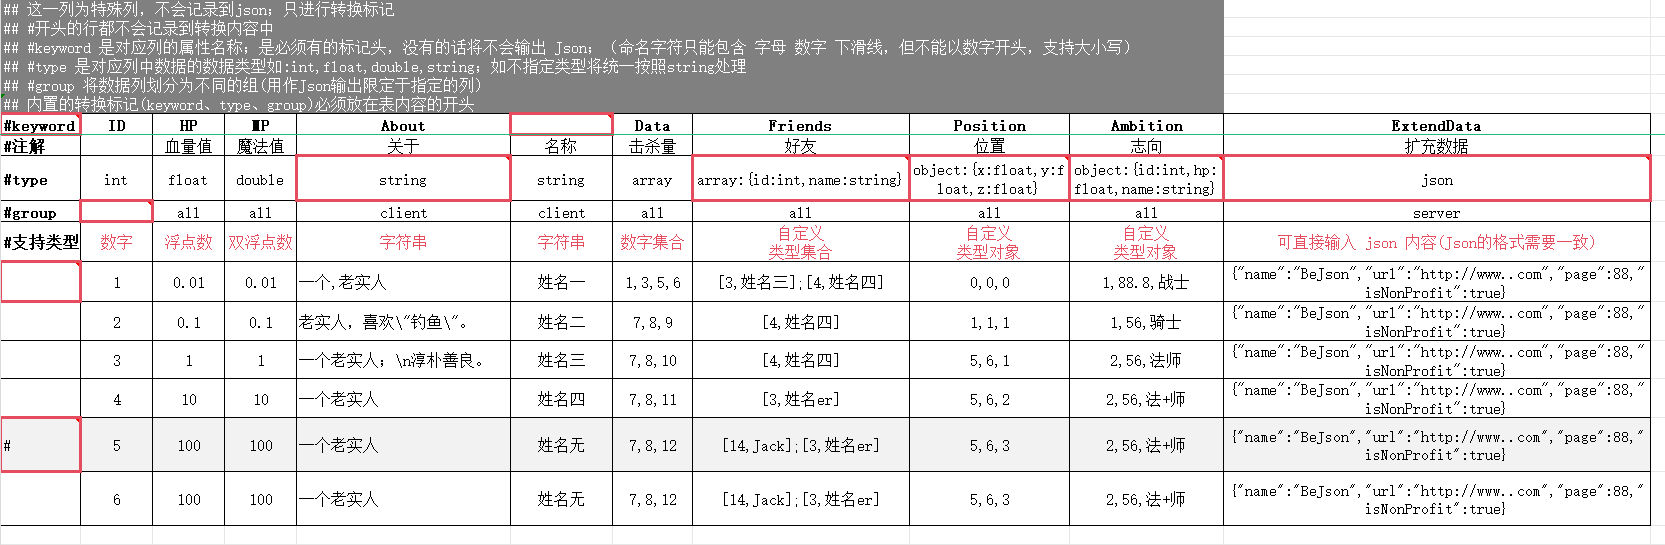 ## 这一列为特殊列，不会记录到json；只进行转换标记
## #开头的行都不会记录到转换内容中
## #keyword 是对应列的属性名称；是必须有的标记头，没有的话将不会输出 Json；（命名字符只能包含 字母 数字 下滑线，但不能以数字开头，支持大小写）
## #type 是对应列中数据的数据类型如:int,float,double,string；如不指定类型将统一按照string处理
## #group 将数据列划分为不同的组(用作Json输出限定于指定的列)
## 内置的转换标记(keyword、type、group)必须放在表内容的开头
#keyword ID HP MP About Data Friends Position Ambition ExtendData
#注解 血量值 魔法值 关于 名称 击杀量 好友 位置 志向 扩充数据
#type int float double string string array array:{id:int,name:string} object:{x:float,y:f object:{id:int,hp: json
loat,z:float} float,name:string}
#group all all client client all all all all server
#支持类型 数字 浮点数 双浮点数 字符串 字符串 数字集合 自定义 自定义 自定义 可直接输入 json 内容(Json的格式需要一致)
类型集合 类型对象 类型对象
1 0.01 0.01 一个,老实人 姓名一 1,3,5,6 [3,姓名三];[4,姓名四] 0,0,0 1,88.8,战士 {"name":"BeJson","url":"http://www..com","page":88,"
isNonProfit":true}
2 0.1 0.1 老实人，喜欢\"钓鱼\"。 姓名二 7,8,9 [4,姓名四] 1,1,1 1,56,骑士 {"name":"BeJson","url":"http://www..com","page":88,"
isNonProfit":true}
3 1 1 一个老实人；\n淳朴善良。 姓名三 7,8,10 [4,姓名四] 5,6,1 2,56,法师 {"name":"BeJson","url":"http://www..com","page":88,"
isNonProfit":true}
4 10 10 一个老实人 姓名四 7,8,11 [3,姓名er] 5,6,2 2,56,法+师 {"name":"BeJson","url":"http://www..com","page":88,"
isNonProfit":true}
# 5 100 100 一个老实人 姓名无 7,8,12 [14,Jack];[3,姓名er] 5,6,3 2,56,法+师 {"name":"BeJson","url":"http://www..com","page":88,"
isNonProfit":true}
6 100 100 一个老实人 姓名无 7,8,12 [14,Jack];[3,姓名er] 5,6,3 2,56,法+师 {"name":"BeJson","url":"http://www..com","page":88,"
isNonProfit":true}